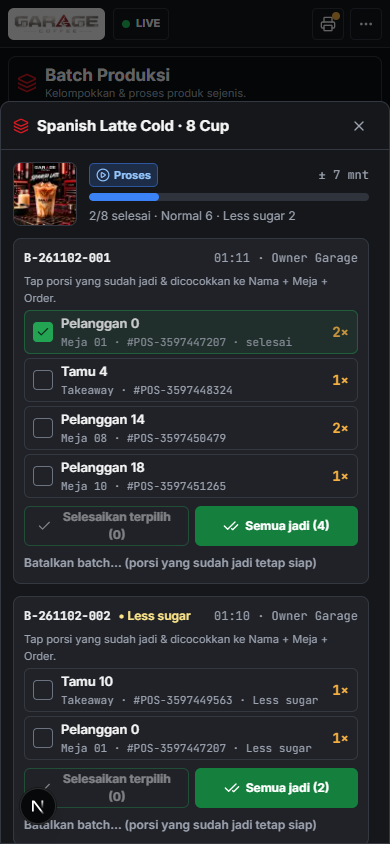 GARAGE
COFFEE
LIVE
Batch Produksi
Kelompokkan & proses produk sejenis.
Spanish Latte Cold · 8 Cup
Proses
± 7 mnt
2/8 selesai · Normal 6 · Less sugar 2
B-261102-001
01:11 · Owner Garage
Tap porsi yang sudah jadi & dicocokkan ke Nama + Meja +
Order.
Pelanggan 0
2×
Meja 01 · #POS-3597447207 · selesai
Tamu 4
1×
Takeaway · #POS-3597448324
Pelanggan 14
2×
Meja 08 · #POS-3597450479
Pelanggan 18
1×
Meja 10 · #POS-3597451265
Selesaikan terpilih
(0)
Semua jadi (4)
Batalkan batch... (porsi yang sudah jadi tetap siap)
B-261102-002 • Less sugar
01:10 · Owner Garage
Tap porsi yang sudah jadi & dicocokkan ke Nama + Meja +
Order.
Tamu 10
1×
Takeaway · #POS-3597449563 · Less sugar
Pelanggan 0
1×
Meja 01 · #POS-3597447207 · Less sugar
Selesaikan terpilih
(0)
Semua jadi (2)
N
Batalkan batch... (porsi yang sudah jadi tetap siap)